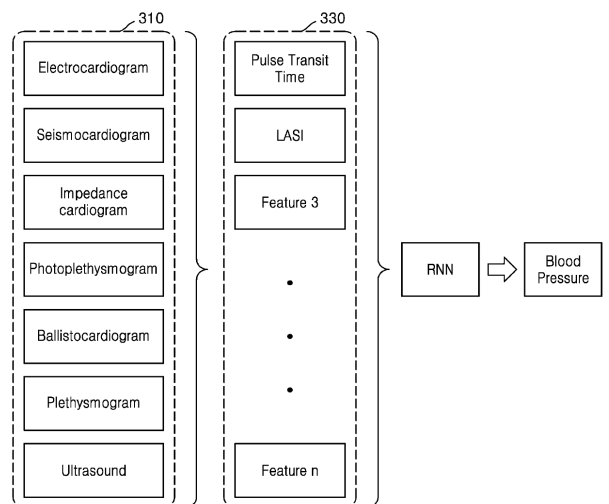 310
Electrocardiogram
Seismocardiogram
Impedance
cardiogram
Photoplethysmogram
Ballistocardiogram
Plethysmogram
Ultrasound
330
Pulse Transit
Time
LASI
Feature 3
Feature n
RNN
Blood
Pressure